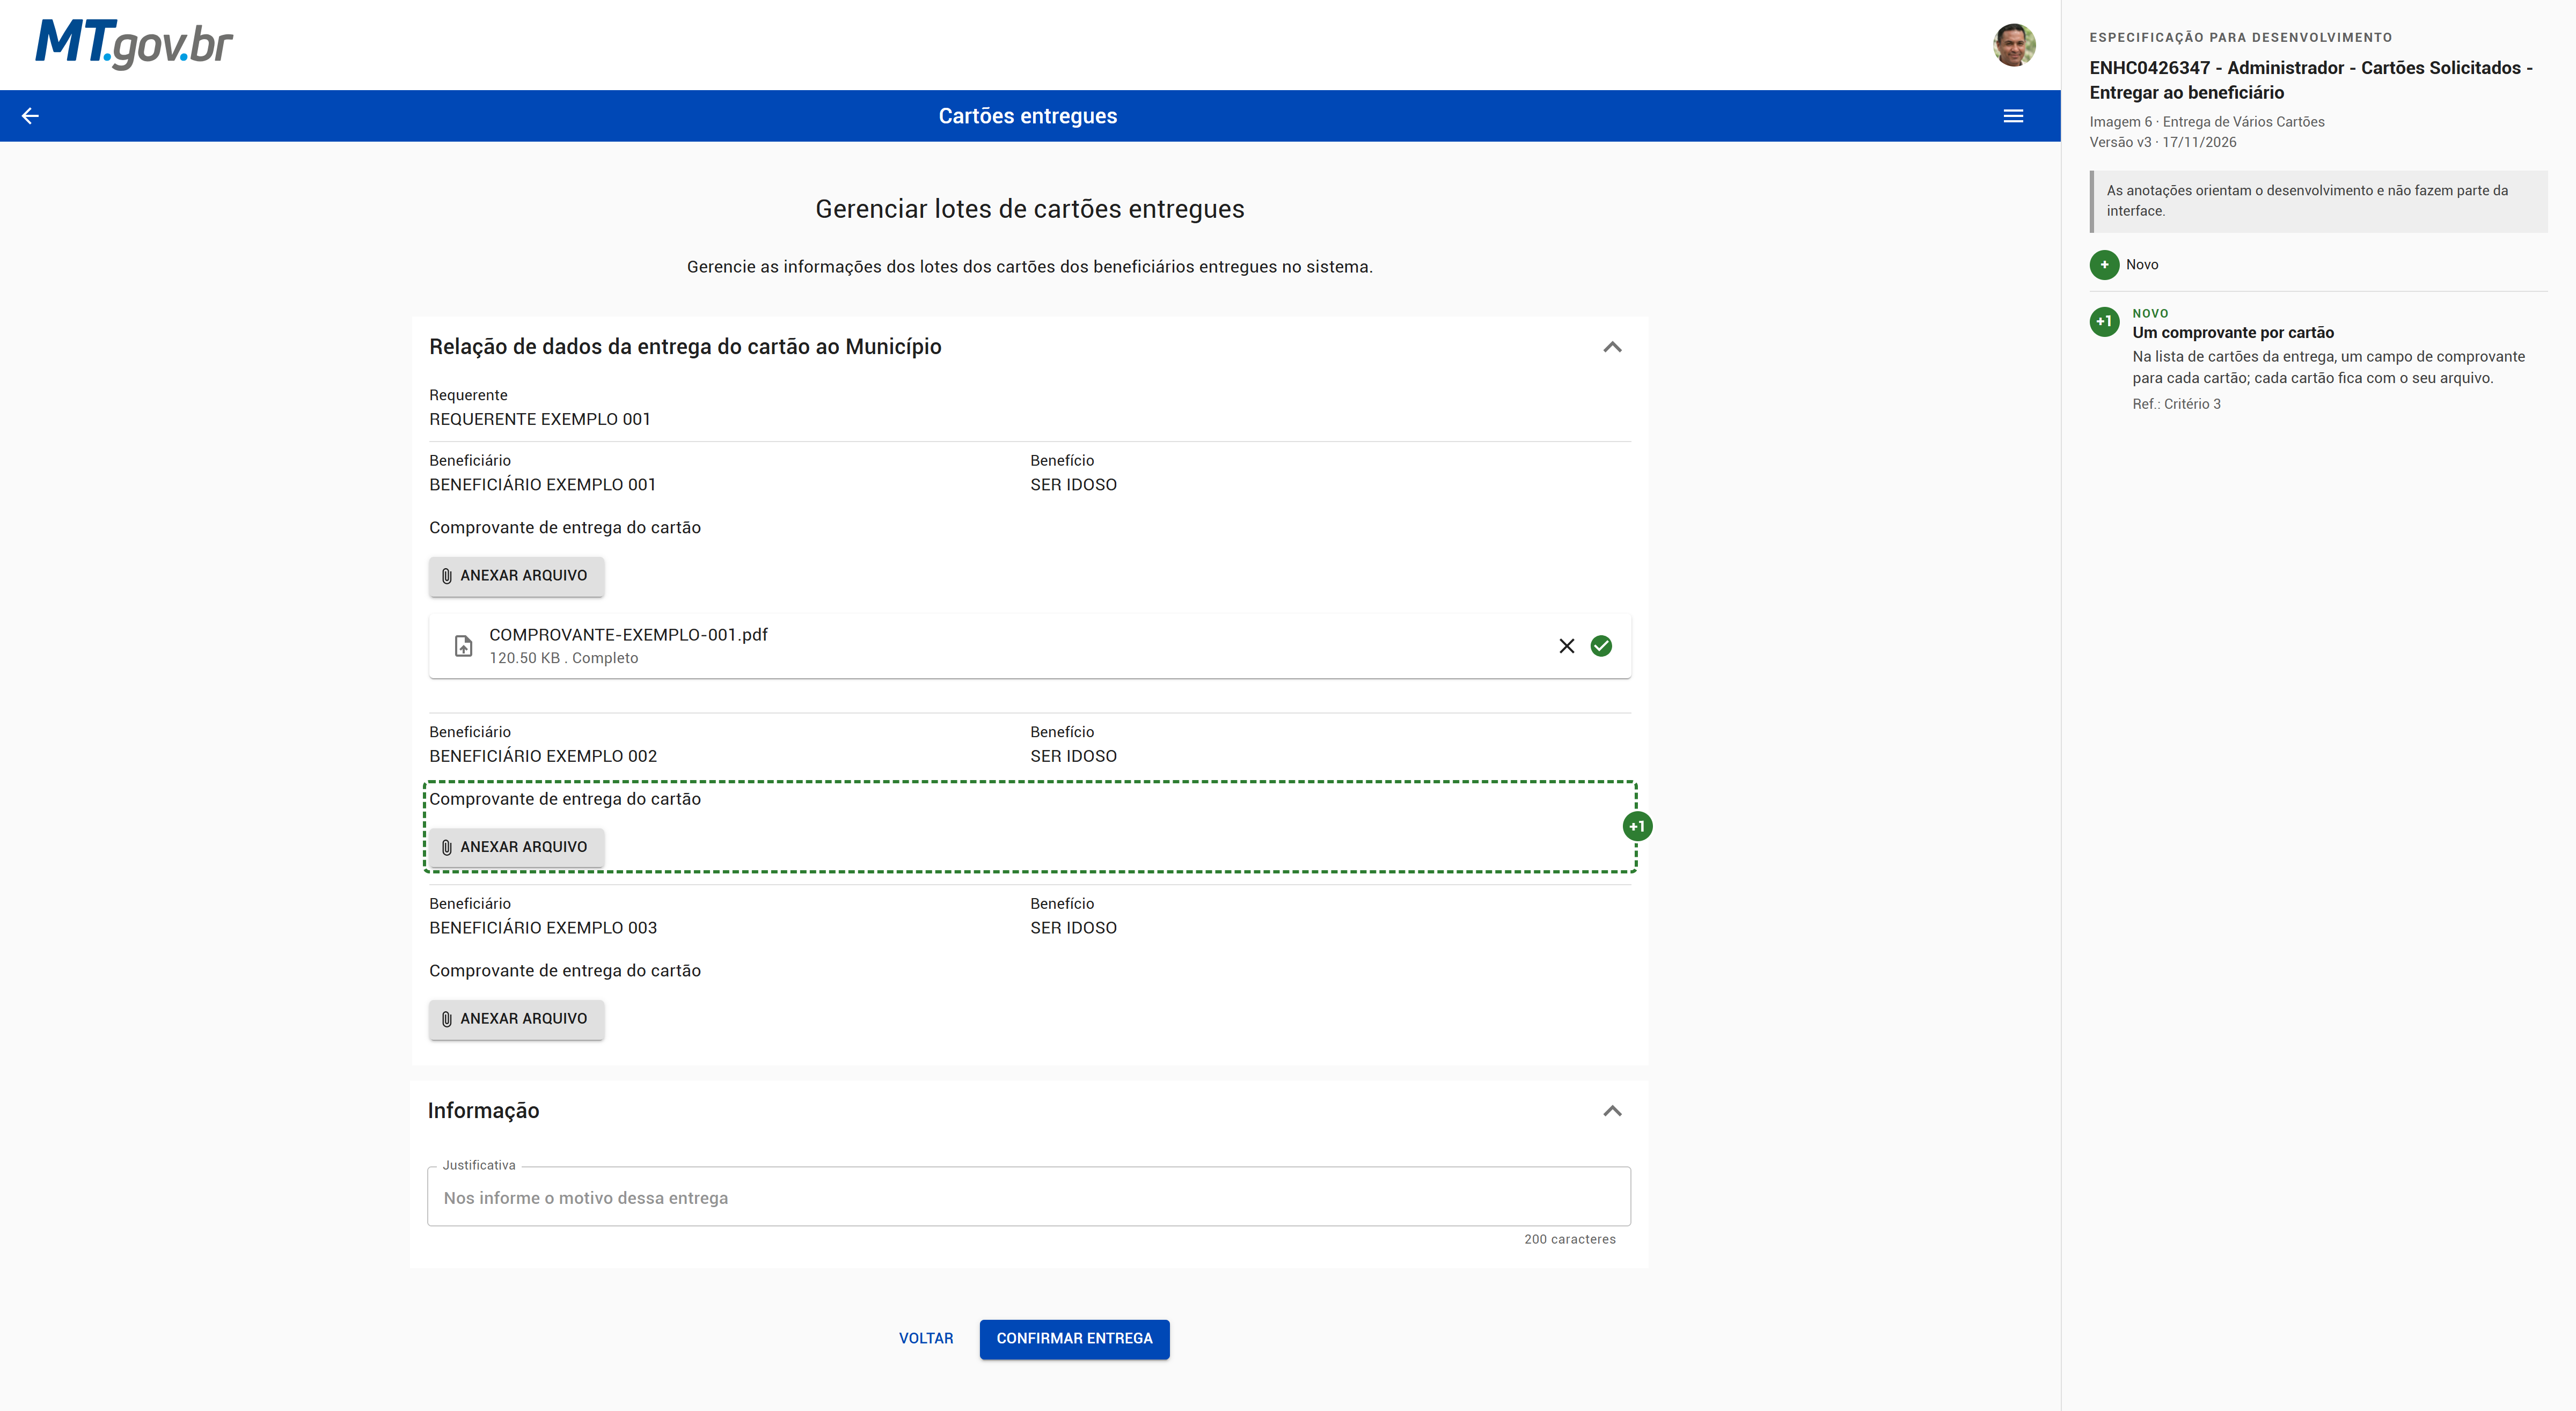 MT.gov.br
Cartões entregues
Gerenciar lotes de cartões entregues
Gerencie as informações dos lotes dos cartões dos beneficiários entregues no sistema.
Relação de dados da entrega do cartão ao Município
Requerente
REQUERENTE EXEMPLO 001
Beneficiário
BENEFICIÁRIO EXEMPLO 001
Benefício
SER IDOSO
Comprovante de entrega do cartão
ANEXAR ARQUIVO
COMPROVANTE-EXEMPLO-001.pdf
120.50 KB . Completo
Beneficiário
BENEFICIÁRIO EXEMPLO 002
Benefício
SER IDOSO
Comprovante de entrega do cartão
ANEXAR ARQUIVO
+1
Beneficiário
BENEFICIÁRIO EXEMPLO 003
Benefício
SER IDOSO
Comprovante de entrega do cartão
ANEXAR ARQUIVO
Informação
Justificativa
Nos informe o motivo dessa entrega
200 caracteres
VOLTAR
CONFIRMAR ENTREGA
ESPECIFICAÇÃO PARA DESENVOLVIMENTO
ENHC0426347 - Administrador - Cartões Solicitados -
Entregar ao beneficiário
Imagem 6 · Entrega de Vários Cartões
Versão v3 · 17/11/2026
As anotações orientam o desenvolvimento e não fazem parte da
interface.
+ Novo
+1
NOVO
Um comprovante por cartão
Na lista de cartões da entrega, um campo de comprovante
para cada cartão; cada cartão fica com o seu arquivo.
Ref.: Critério 3